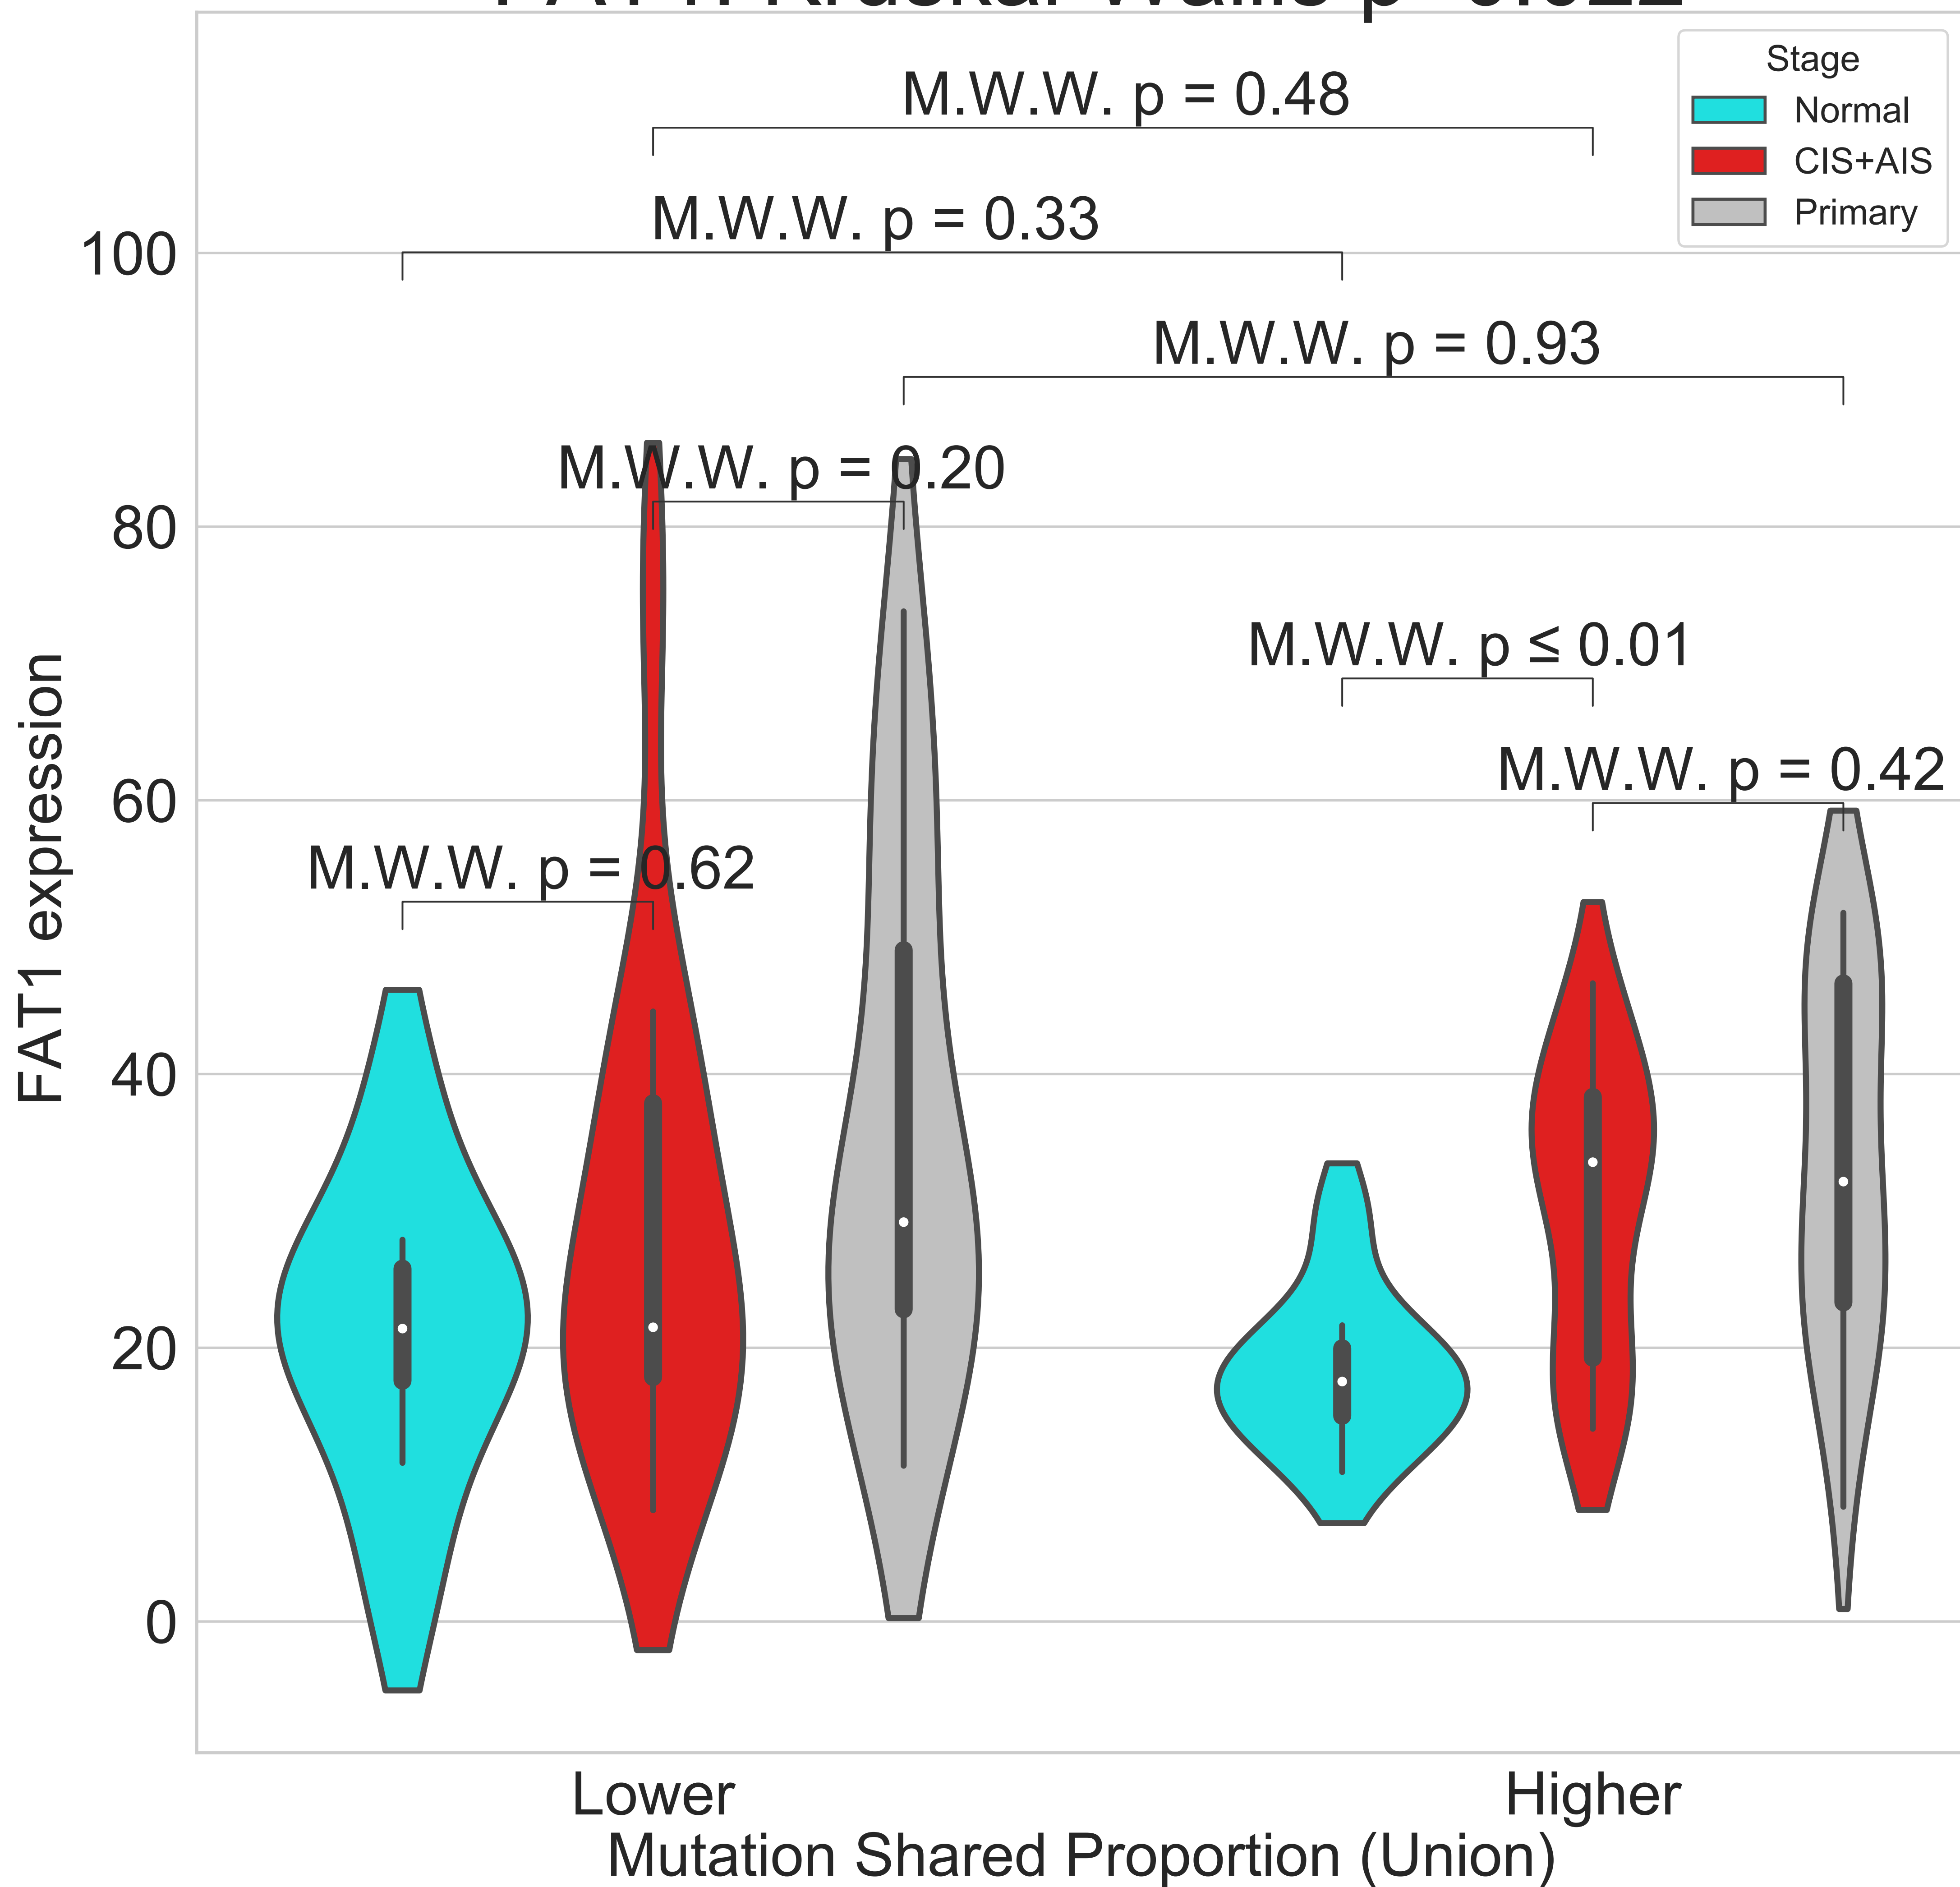 Stage
Normal
CIS+AIS
Primary
M.W.W. p = 0.48
M.W.W. p = 0.33
M.W.W. p = 0.93
M.W.W. p = 0.20
M.W.W. p ≤ 0.01
M.W.W. p = 0.42
M.W.W. p = 0.62
100
80
60
40
20
0
FAT1 expression
Lower
Higher
Mutation Shared Proportion (Union)